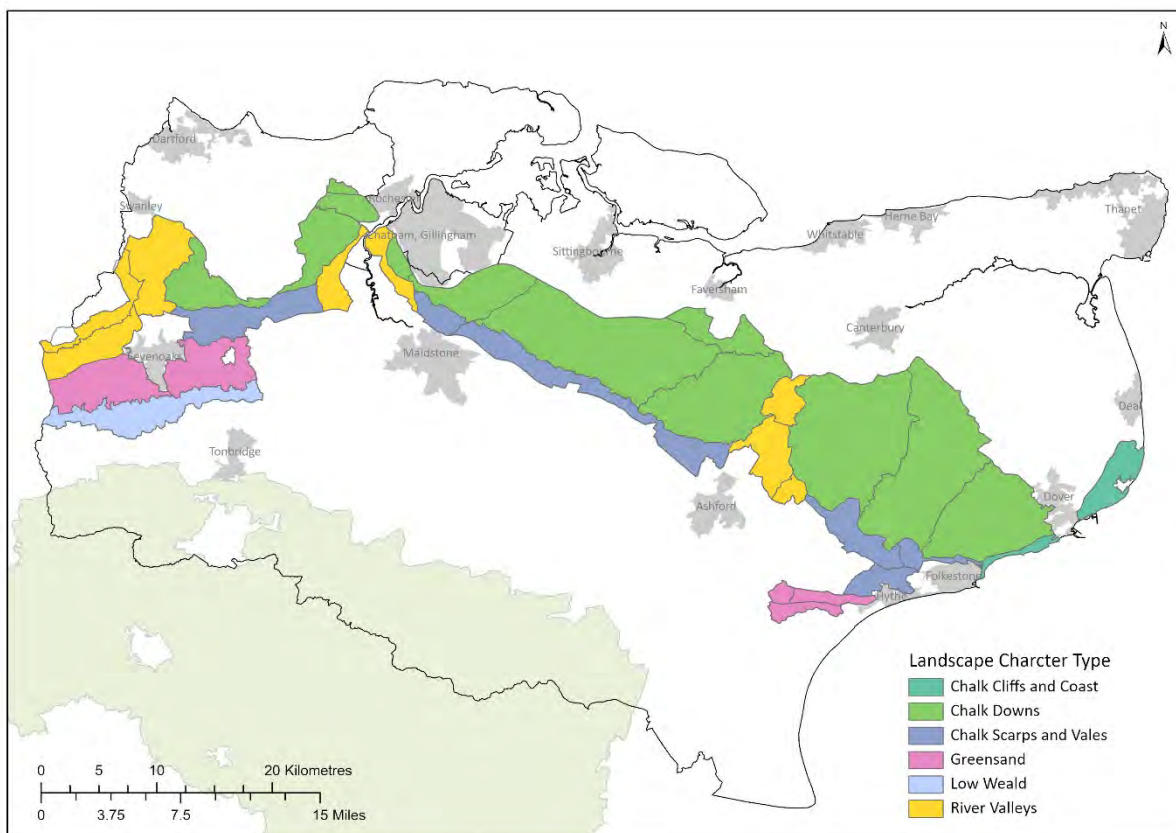 N
Dartford
Swanley
Rochester
Chatham, Gillingham
Sittingbourne
Whitstable
Herne Bay
Thanet
Faversham
Canterbury
Sevenoaks
Maidstone
Deal
Tonbridge
Ashford
Dover
Folkestone
Hythe
Landscape Charcter Type
Chalk Cliffs and Coast
Chalk Downs
Chalk Scarps and Vales
Greensand
Low Weald
River Valleys
0 5 10 20 Kilometres
0 3.75 7.5 15 Miles